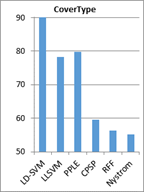 CoverType
90
80
70
60
50
LD-SVM
LLSVM
PPLE
CPSP
RFF
Nystrom